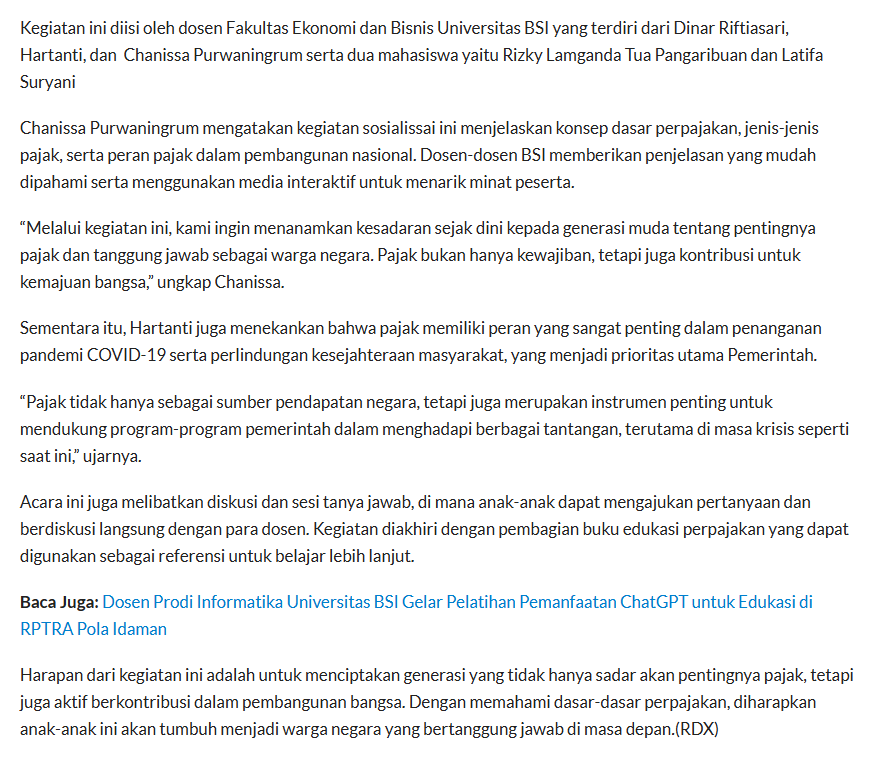 Kegiatan ini diisi oleh dosen Fakultas Ekonomi dan Bisnis Universitas BSI yang terdiri dari Dinar Riftiasari,
Hartanti, dan  Chanissa Purwaningrum serta dua mahasiswa yaitu Rizky Lamganda Tua Pangaribuan dan Latifa
Suryani
Chanissa Purwaningrum mengatakan kegiatan sosialissai ini menjelaskan konsep dasar perpajakan, jenis-jenis
pajak, serta peran pajak dalam pembangunan nasional. Dosen-dosen BSI memberikan penjelasan yang mudah
dipahami serta menggunakan media interaktif untuk menarik minat peserta.
“Melalui kegiatan ini, kami ingin menanamkan kesadaran sejak dini kepada generasi muda tentang pentingnya
pajak dan tanggung jawab sebagai warga negara. Pajak bukan hanya kewajiban, tetapi juga kontribusi untuk
kemajuan bangsa,” ungkap Chanissa.
Sementara itu, Hartanti juga menekankan bahwa pajak memiliki peran yang sangat penting dalam penanganan
pandemi COVID-19 serta perlindungan kesejahteraan masyarakat, yang menjadi prioritas utama Pemerintah.
“Pajak tidak hanya sebagai sumber pendapatan negara, tetapi juga merupakan instrumen penting untuk
mendukung program-program pemerintah dalam menghadapi berbagai tantangan, terutama di masa krisis seperti
saat ini,” ujarnya.
Acara ini juga melibatkan diskusi dan sesi tanya jawab, di mana anak-anak dapat mengajukan pertanyaan dan
berdiskusi langsung dengan para dosen. Kegiatan diakhiri dengan pembagian buku edukasi perpajakan yang dapat
digunakan sebagai referensi untuk belajar lebih lanjut.
Baca Juga: Dosen Prodi Informatika Universitas BSI Gelar Pelatihan Pemanfaatan ChatGPT untuk Edukasi di
RPTRA Pola Idaman
Harapan dari kegiatan ini adalah untuk menciptakan generasi yang tidak hanya sadar akan pentingnya pajak, tetapi
juga aktif berkontribusi dalam pembangunan bangsa. Dengan memahami dasar-dasar perpajakan, diharapkan
anak-anak ini akan tumbuh menjadi warga negara yang bertanggung jawab di masa depan.(RDX)